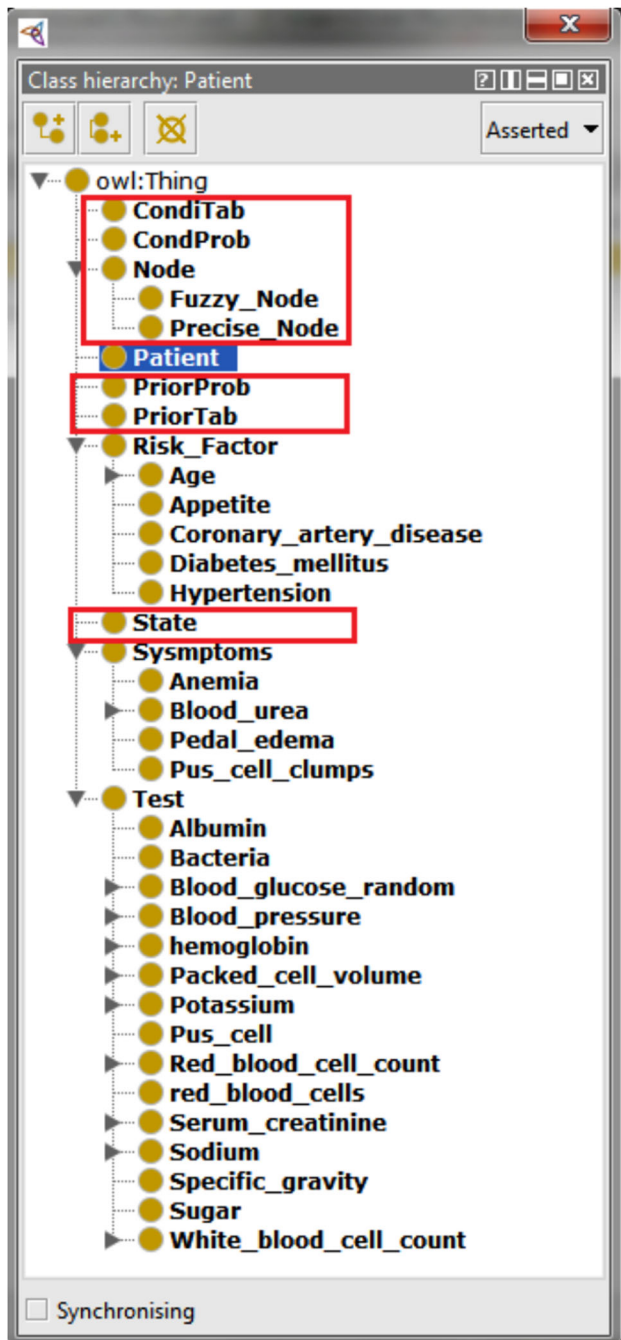 Class hierarchy: Patient
Asserted
owl:Thing
CondiTab
CondProb
Node
Fuzzy_Node
Precise_Node
Patient
PriorProb
PriorTab
Risk_Factor
Age
Appetite
Coronary_artery_disease
Diabetes_mellitus
Hypertension
State
Sysmptoms
Anemia
Blood_urea
Pedal_edema
Pus_cell_clumps
Test
Albumin
Bacteria
Blood_glucose_random
Blood_pressure
hemoglobin
Packed_cell_volume
Potassium
Pus_cell
Red_blood_cell_count
red_blood_cells
Serum_creatinine
Sodium
Specific_gravity
Sugar
White_blood_cell_count
Synchronising